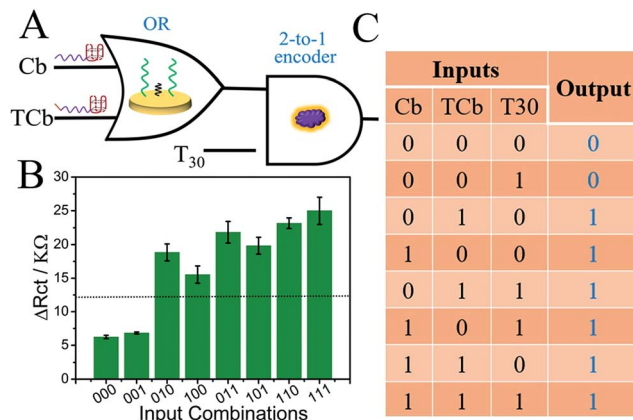 A
OR
2-to-1
encoder
Cb
TCb
T30
B
ΔRct / KΩ
30
25
20
15
10
5
0
000 001 010 100 011 101 110 111
Input Combinations
C
Inputs Output
Cb TCb T30
0 0 0 0
0 0 1 0
0 1 0 1
1 0 0 1
0 1 1 1
1 0 1 1
1 1 0 1
1 1 1 1